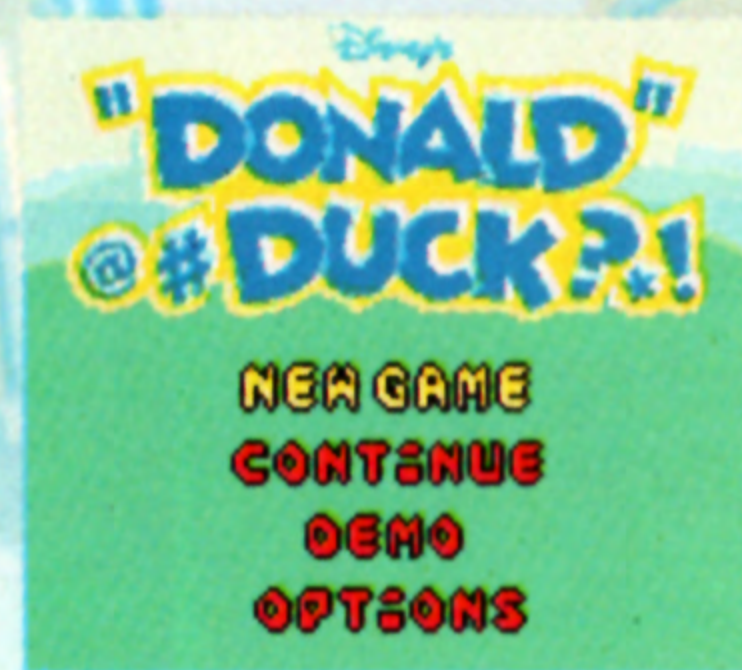 Disney's
"DONALD"
@#DUCK?*!
NEW GAME
CONTINUE
DEMO
OPTIONS